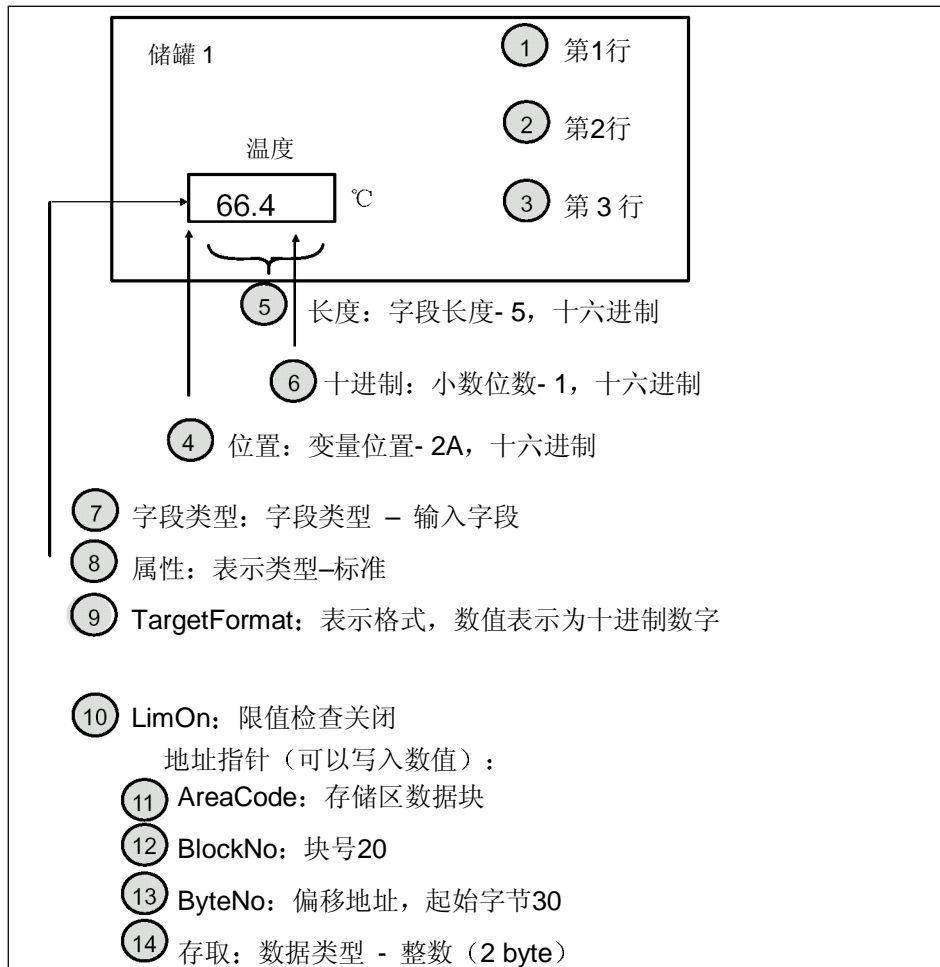 储罐 1
1 第1行
2 第2行
温度
66.4 ℃
3 第 3 行
5 长度：字段长度- 5，十六进制
6 十进制：小数位数- 1，十六进制
4 位置：变量位置- 2A，十六进制
7 字段类型：字段类型 – 输入字段
8 属性：表示类型–标准
9 TargetFormat：表示格式，数值表示为十进制数字
10 LimOn：限值检查关闭
地址指针（可以写入数值）：
11 AreaCode：存储区数据块
12 BlockNo：块号20
13 ByteNo：偏移地址，起始字节30
14 存取：数据类型 - 整数（2 byte）